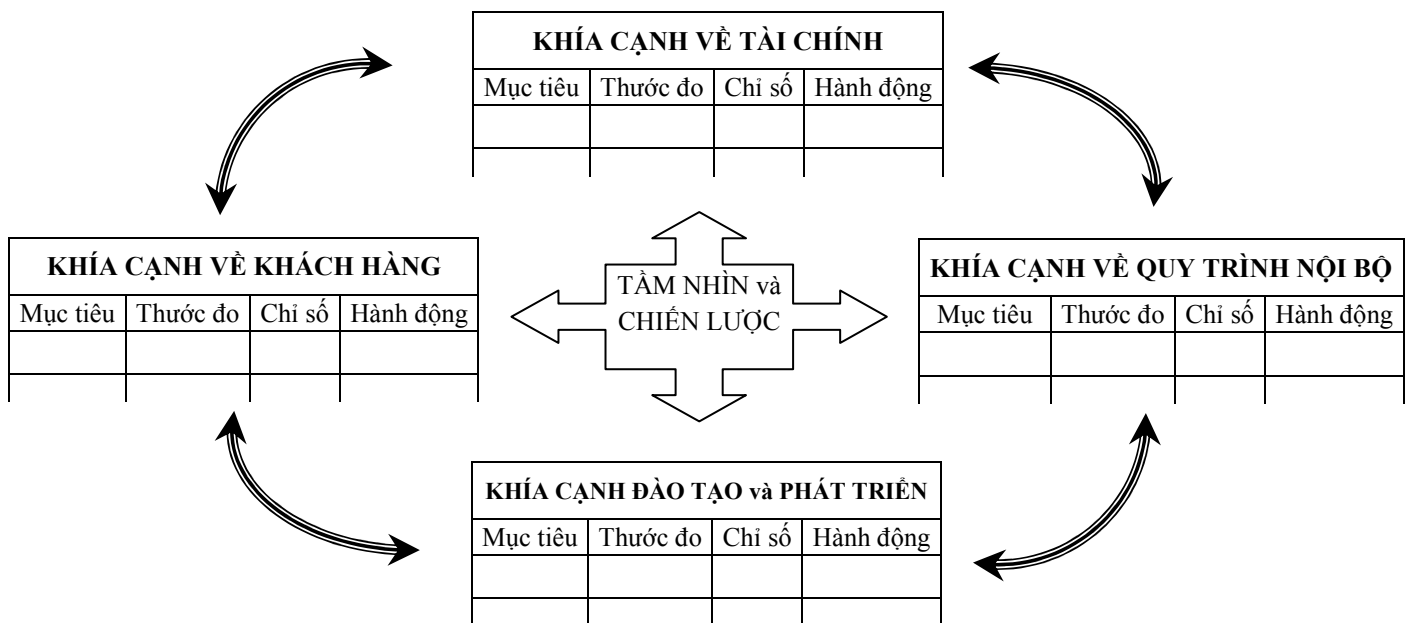 KHÍA CẠNH VỀ TÀI CHÍNH
Mục tiêu Thước đo Chỉ số Hành động
KHÍA CẠNH VỀ KHÁCH HÀNG
Mục tiêu Thước đo Chỉ số Hành động
TẦM NHÌN và
CHIẾN LƯỢC
KHÍA CẠNH VỀ QUY TRÌNH NỘI BỘ
Mục tiêu Thước đo Chỉ số Hành động
KHÍA CẠNH ĐÀO TẠO và PHÁT TRIỂN
Mục tiêu Thước đo Chỉ số Hành động